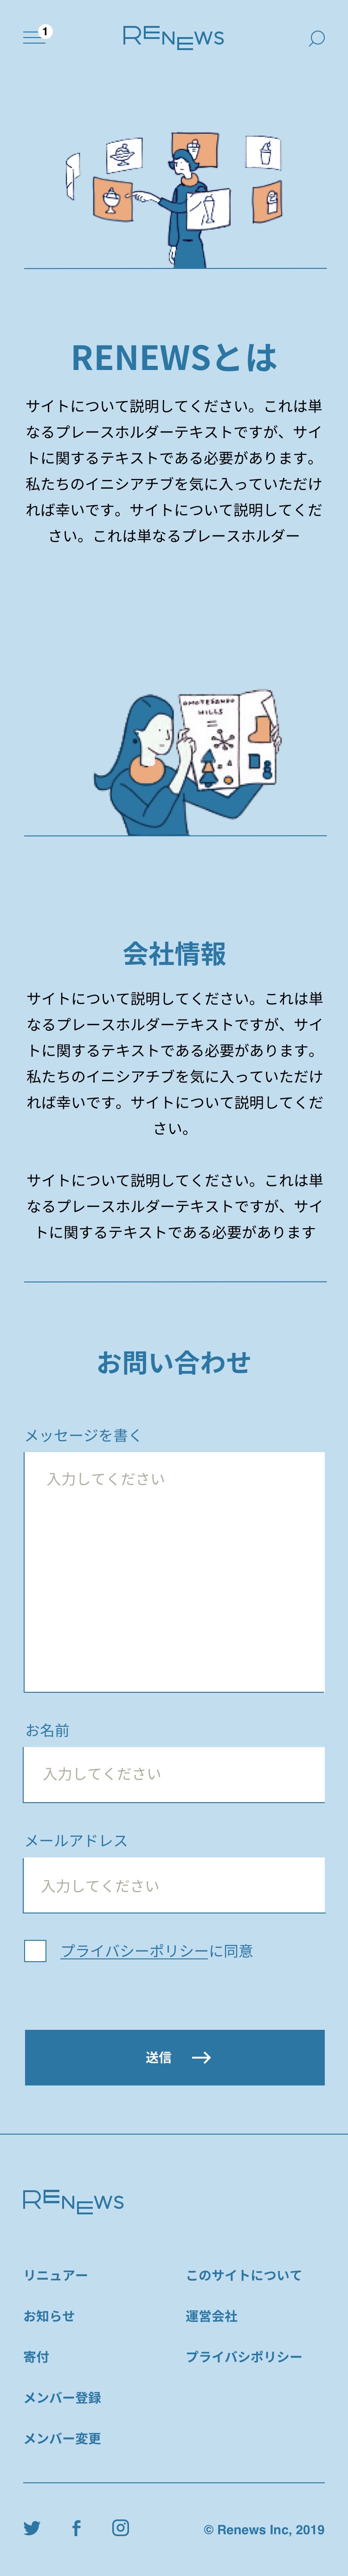 1
RENEWS
OMOTESANDO
HILLS
RENEWSとは
サイトについて説明してください。これは単
なるプレースホルダーテキストですが、サイ
トに関するテキストである必要があります。
私たちのイニシアチブを気に入っていただけ
れば幸いです。サイトについて説明してくだ
さい。これは単なるプレースホルダー
会社情報
サイトについて説明してください。これは単
なるプレースホルダーテキストですが、サイ
トに関するテキストである必要があります。
私たちのイニシアチブを気に入っていただけ
れば幸いです。サイトについて説明してくだ
さい。
サイトについて説明してください。これは単
なるプレースホルダーテキストですが、サイ
トに関するテキストである必要があります
お問い合わせ
メッセージを書く
入力してください
お名前
入力してください
メールアドレス
入力してください
プライバシーポリシーに同意
送信
RENEWS
リニュアー
このサイトについて
お知らせ
運営会社
寄付
プライバシポリシー
メンバー登録
メンバー変更
© Renews Inc, 2019